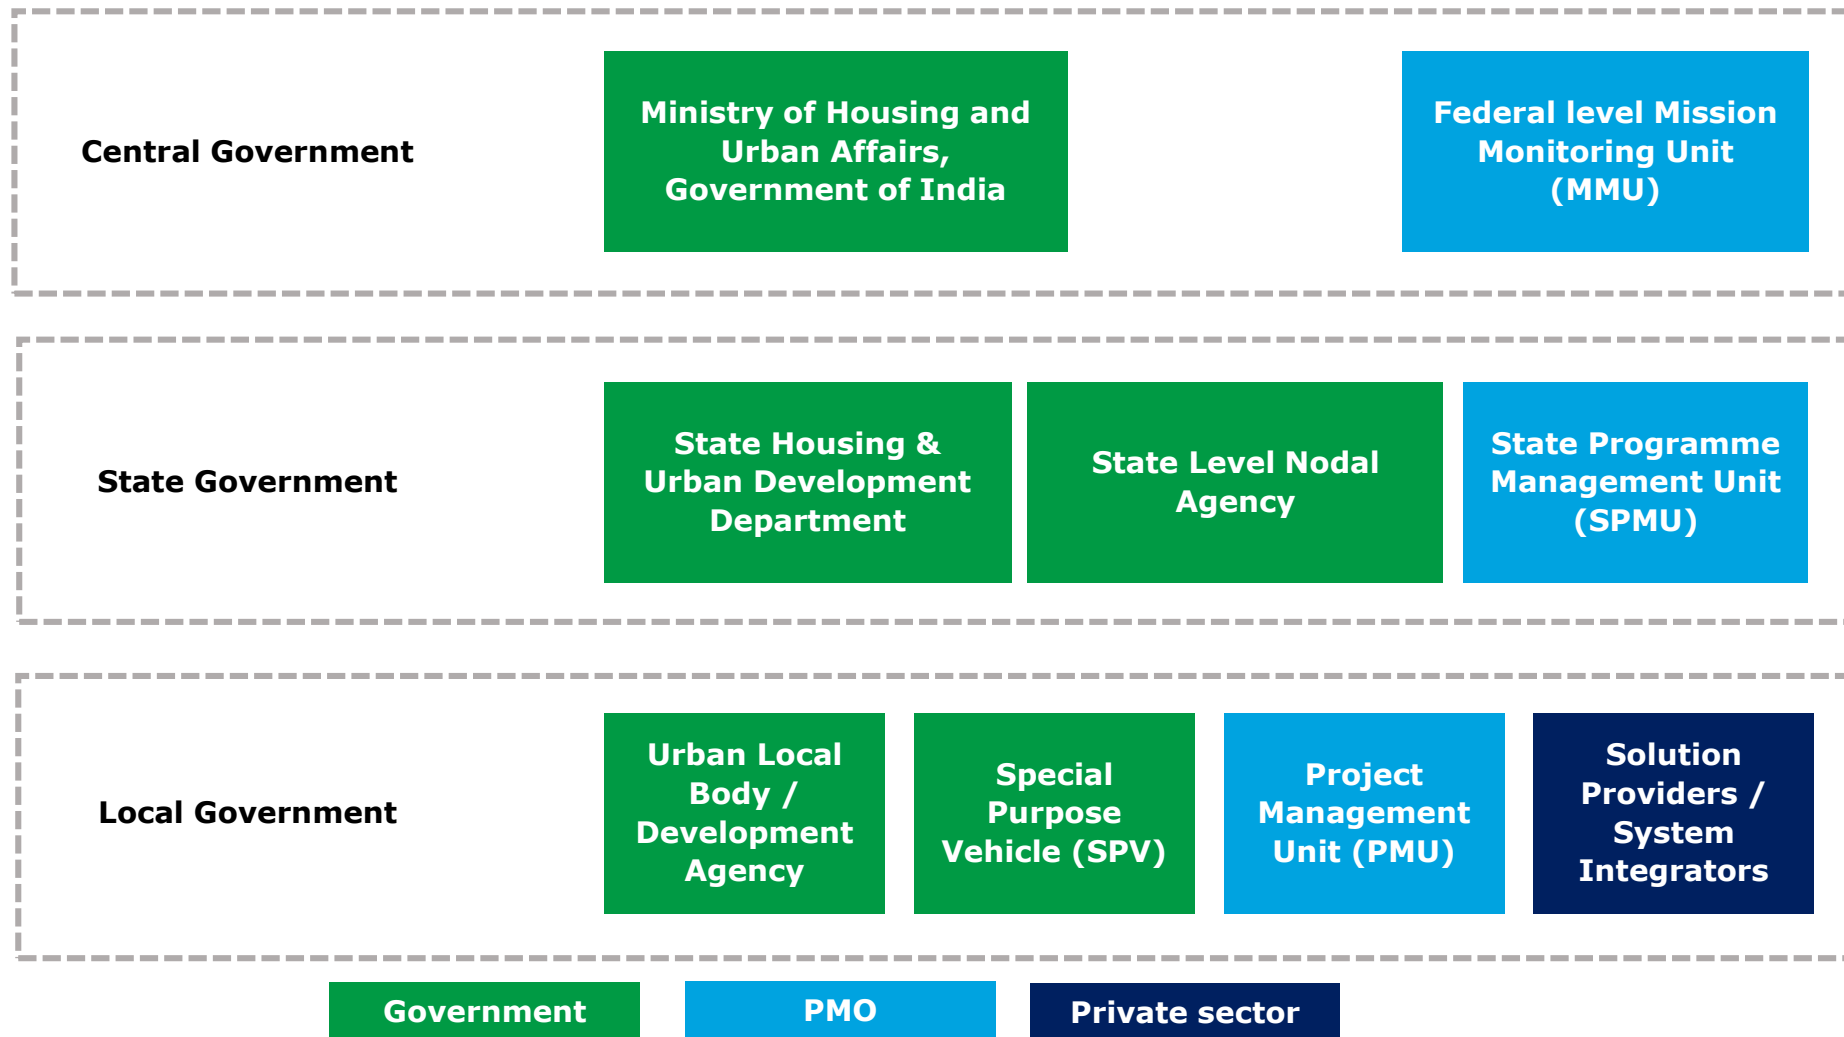 Central Government
Ministry of Housing and
Urban Affairs,
Government of India
Federal level Mission
Monitoring Unit
(MMU)
State Government
State Housing &
Urban Development
Department
State Level Nodal
Agency
State Programme
Management Unit
(SPMU)
Local Government
Urban Local
Body /
Development
Agency
Special
Purpose
Vehicle (SPV)
Project
Management
Unit (PMU)
Solution
Providers /
System
Integrators
Government
PMO
Private sector